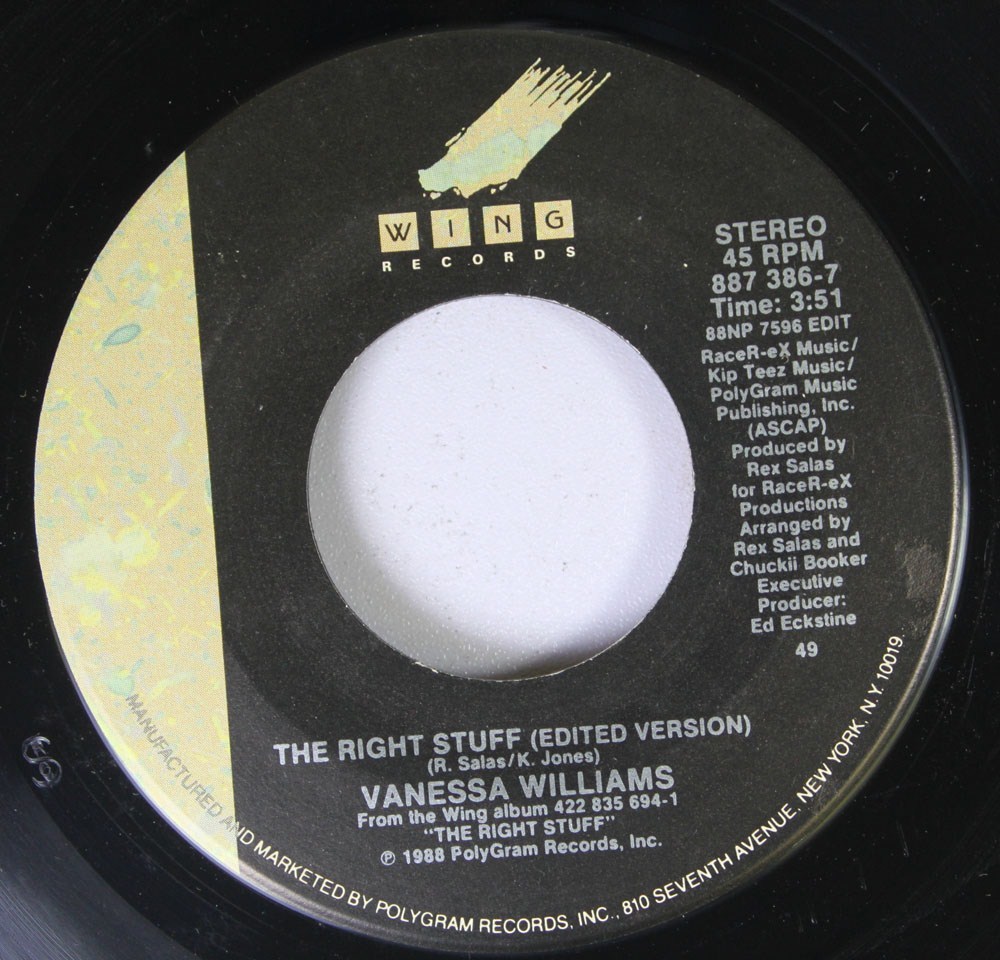 WING
RECORDS
STEREO
45 RPM
887 386-7
Time: 3:51
88NP 7596 EDIT
RaceR-eX Music/
Kip Teez Music/
PolyGram Music
Publishing, Inc.
(ASCAP)
Produced by
Rex Salas
for RaceR-eX
Productions
Arranged by
Rex Salas and
Chuckii Booker
Executive
Producer:
Ed Eckstine
49
THE RIGHT STUFF (EDITED VERSION)
(R. Salas/K. Jones)
VANESSA WILLIAMS
From the Wing album 422 835 694-1
"THE RIGHT STUFF"
℗ 1988 PolyGram Records, Inc.
MANUFACTURED AND MARKETED BY POLYGRAM RECORDS, INC., 810 SEVENTH AVENUE, NEW YORK, N.Y. 10019.